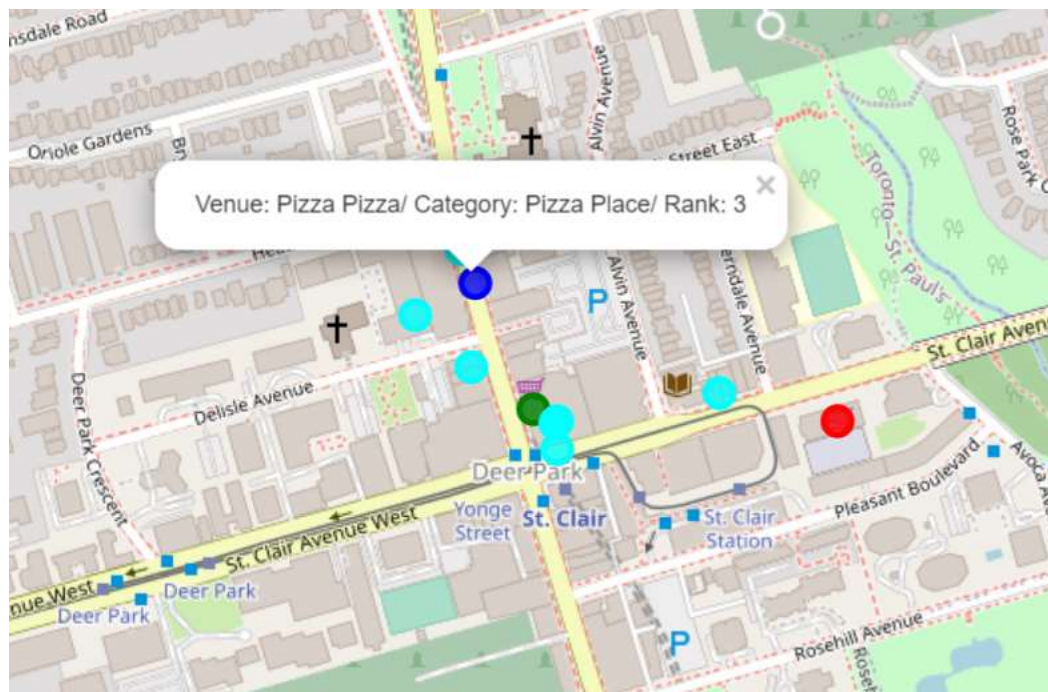 nsdale Road
Oriole Gardens
Alvin Avenue
Street East
Rose Park
Toronto—St. Paul's
×
Venue: Pizza Pizza/ Category: Pizza Place/ Rank: 3
P
Alvin Avenue
erndale Avenue
St. Clair Avenue
Deer Park Crescent
Delisle Avenue
Deer Park
Yonge
Street
St. Clair
St. Clair
Station
Pleasant Boulevard
Avoca
St. Clair Avenue West
nue West
Deer Park
Deer Park
P
Rosehill Avenue